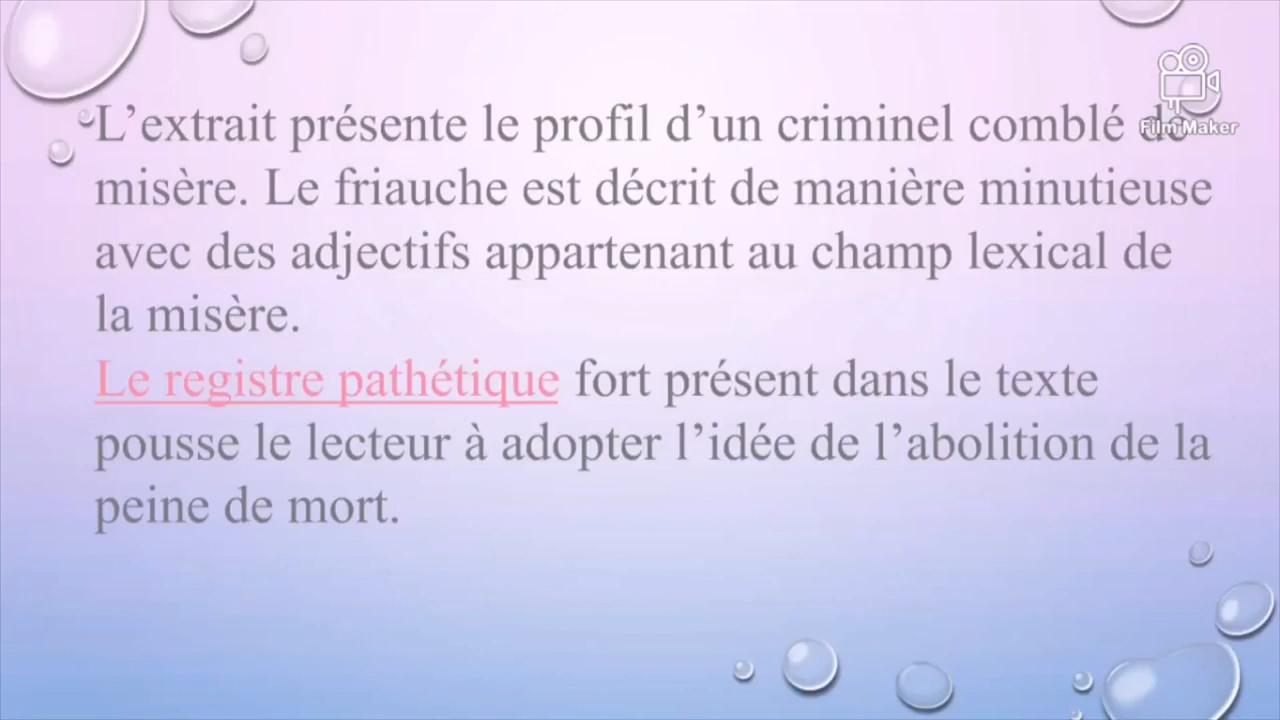 L’extrait présente le profil d’un criminel comblé de
Film Maker
misère. Le friauche est décrit de manière minutieuse
avec des adjectifs appartenant au champ lexical de
la misère.
Le registre pathétique fort présent dans le texte
pousse le lecteur à adopter l’idée de l’abolition de la
peine de mort.